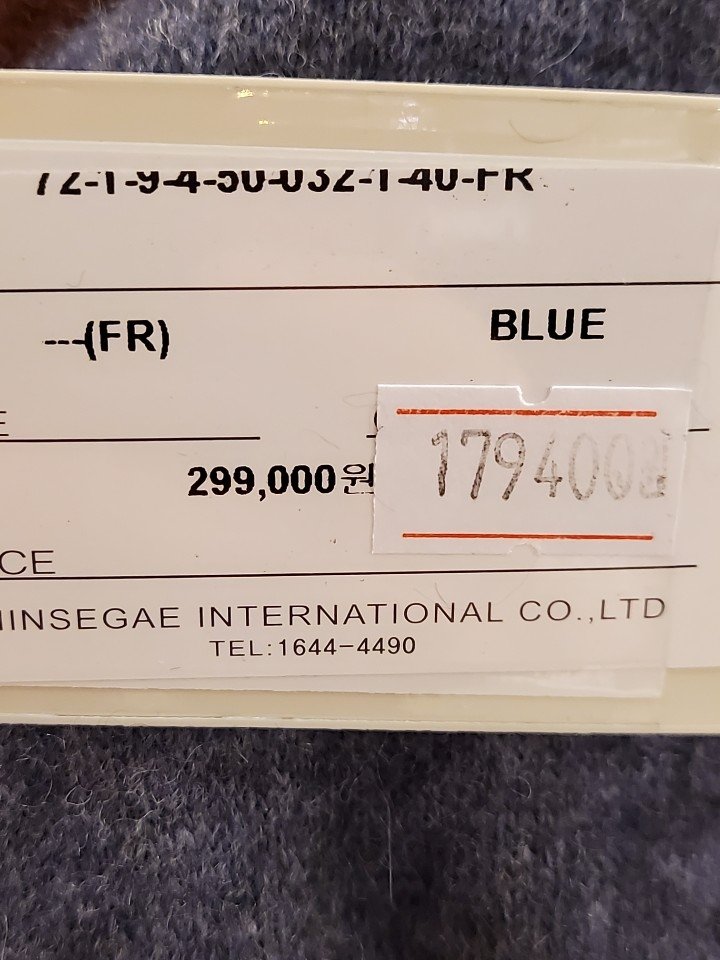 72-1-9-4-50-032-1-40-FR
---(FR) BLUE
299,000원 179400원
CE
HINSEGAE INTERNATIONAL CO.,LTD
TEL:1644-4490